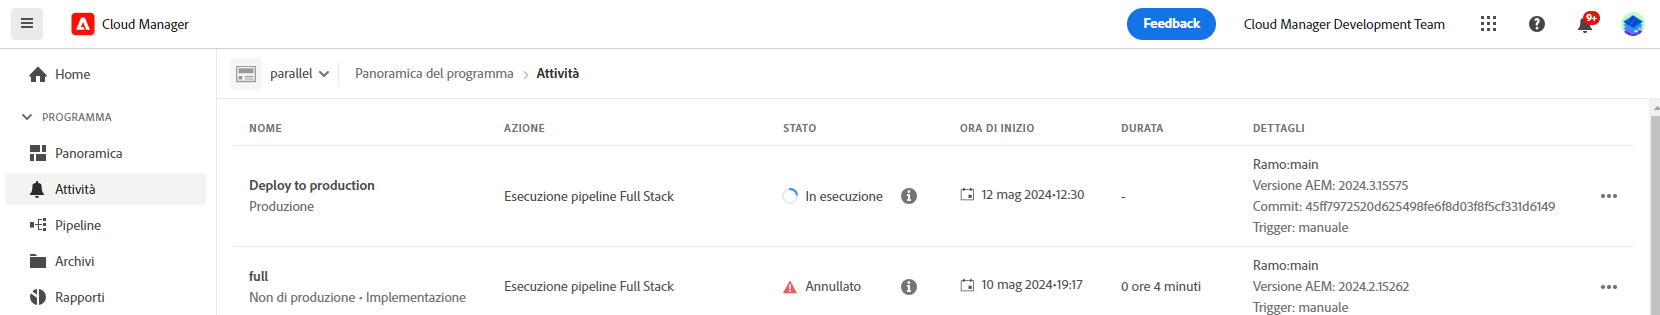 Cloud Manager
Feedback
Cloud Manager Development Team
9+
Home
parallel
Panoramica del programma
Attività
PROGRAMMA
NOME AZIONE STATO ORA DI INIZIO DURATA DETTAGLI
Panoramica
Attività
Pipeline
Archivi
Rapporti
Deploy to production
Produzione
Esecuzione pipeline Full Stack
In esecuzione
12 mag 2024•12:30
-
Ramo:main
Versione AEM: 2024.3.15575
Commit: 45ff7972520d625498fe6f8d03f8f5cf331d6149
Trigger: manuale
full
Non di produzione • Implementazione
Esecuzione pipeline Full Stack
Annullato
10 mag 2024•19:17
0 ore 4 minuti
Ramo:main
Versione AEM: 2024.2.15262
Trigger: manuale